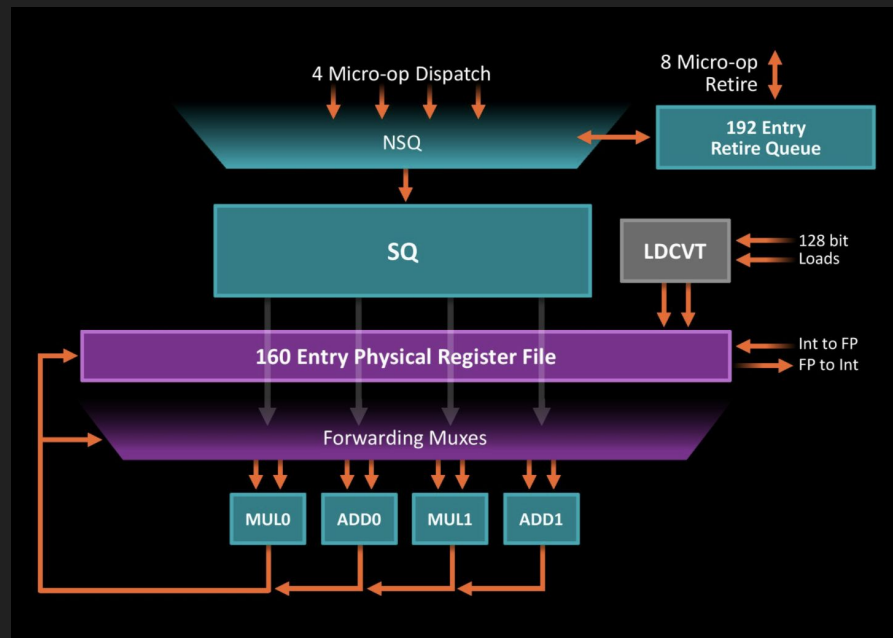 4 Micro-op Dispatch
8 Micro-op
Retire
NSQ
192 Entry
Retire Queue
SQ
LDCVT
128 bit
Loads
160 Entry Physical Register File
Int to FP
FP to Int
Forwarding Muxes
MUL0
ADD0
MUL1
ADD1